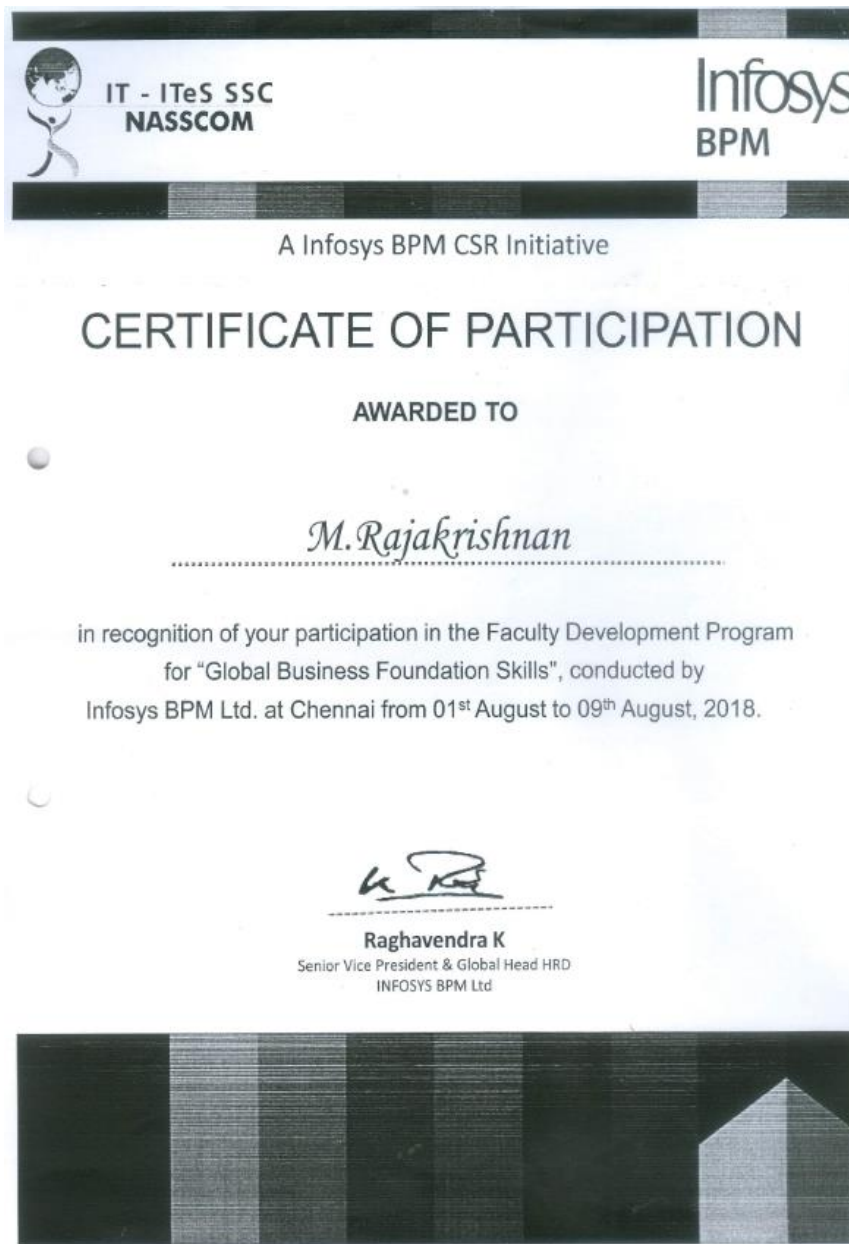 IT - ITeS SSC
NASSCOM
Infosys
BPM
A Infosys BPM CSR Initiative
CERTIFICATE OF PARTICIPATION
AWARDED TO
M.Rajakrishnan
in recognition of your participation in the Faculty Development Program
for “Global Business Foundation Skills", conducted by
Infosys BPM Ltd. at Chennai from 01st August to 09th August, 2018.
Raghavendra K
Senior Vice President & Global Head HRD
INFOSYS BPM Ltd